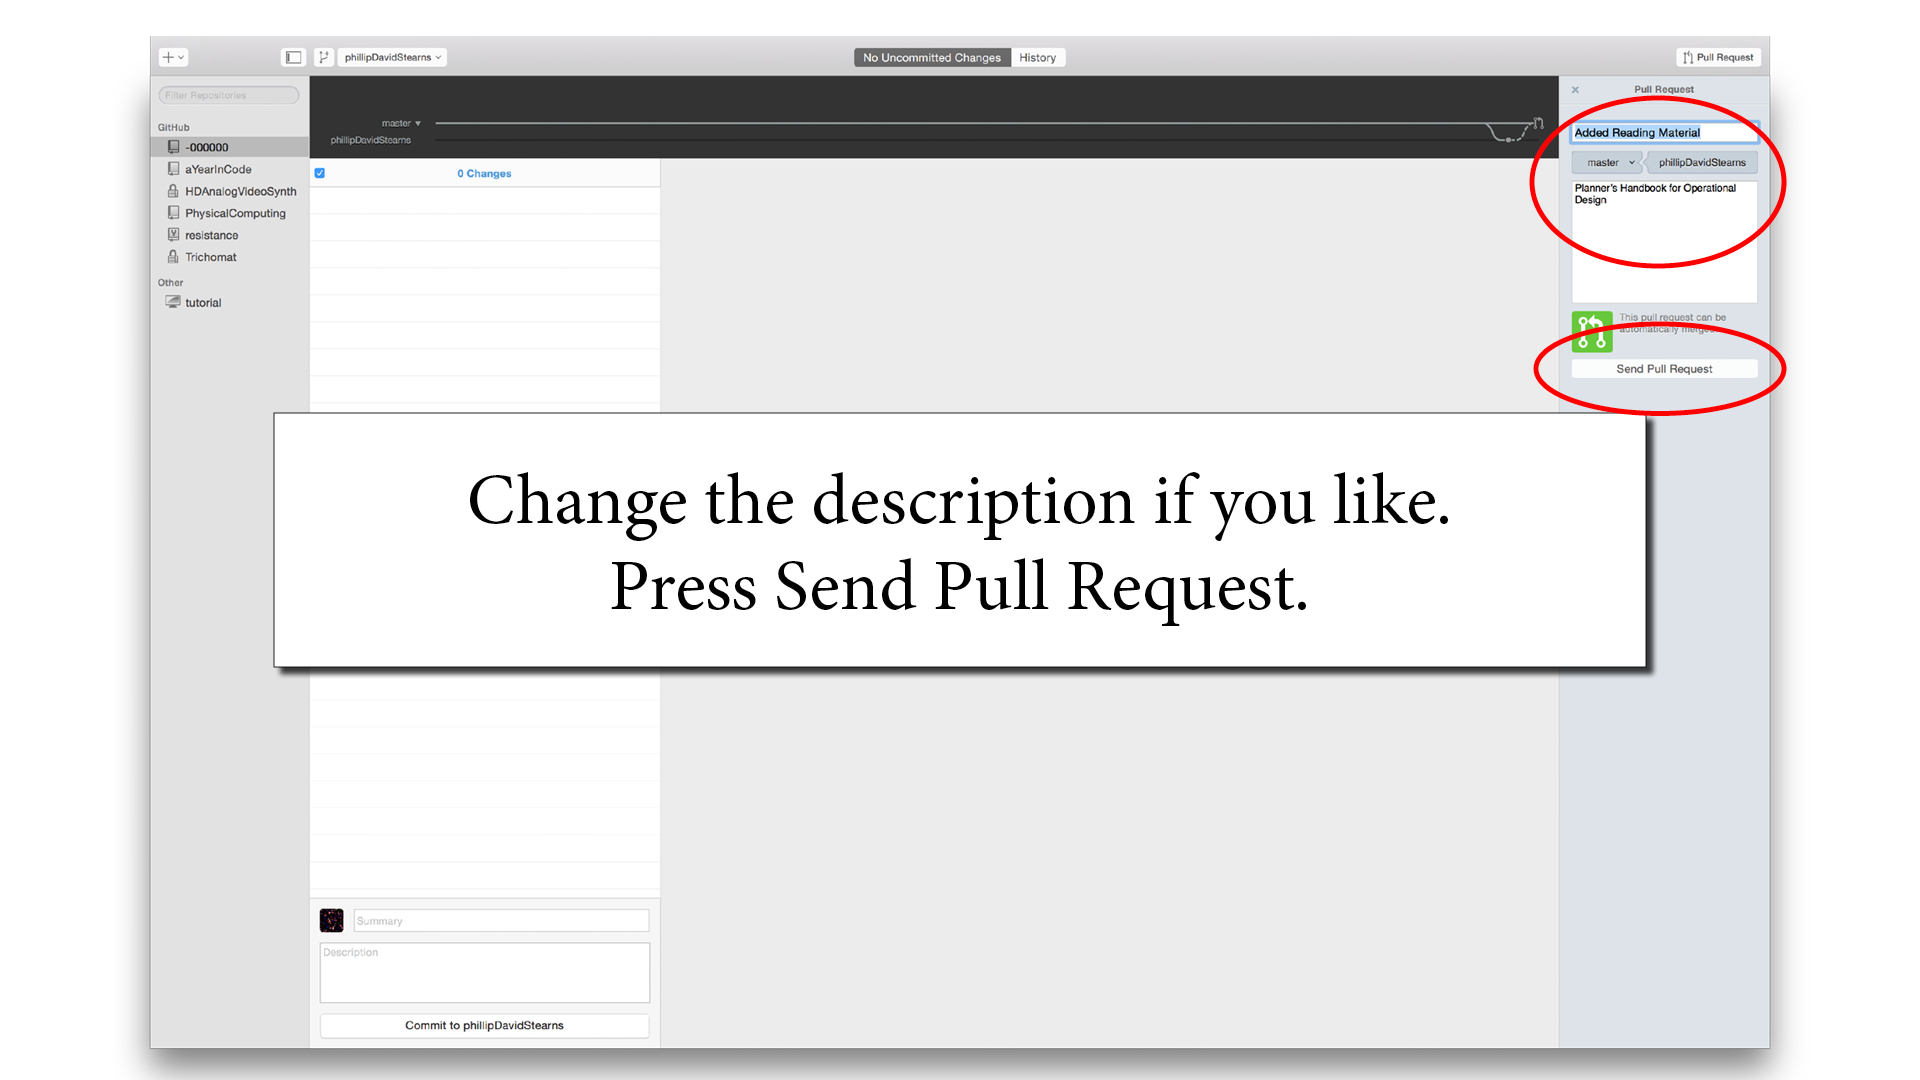 phillipDavidStearns
No Uncommitted Changes
History
Pull Request
Filter Repositories
GitHub
-000000
aYearInCode
HDAnalogVideoSynth
PhysicalComputing
resistance
Trichomat
Other
tutorial
master
phillipDavidStearns
0 Changes
Pull Request
Added Reading Material
master
phillipDavidStearns
Planner's Handbook for Operational
Design
This pull request can be
automatically merged
Send Pull Request
Change the description if you like.
Press Send Pull Request.
Summary
Description
Commit to phillipDavidStearns